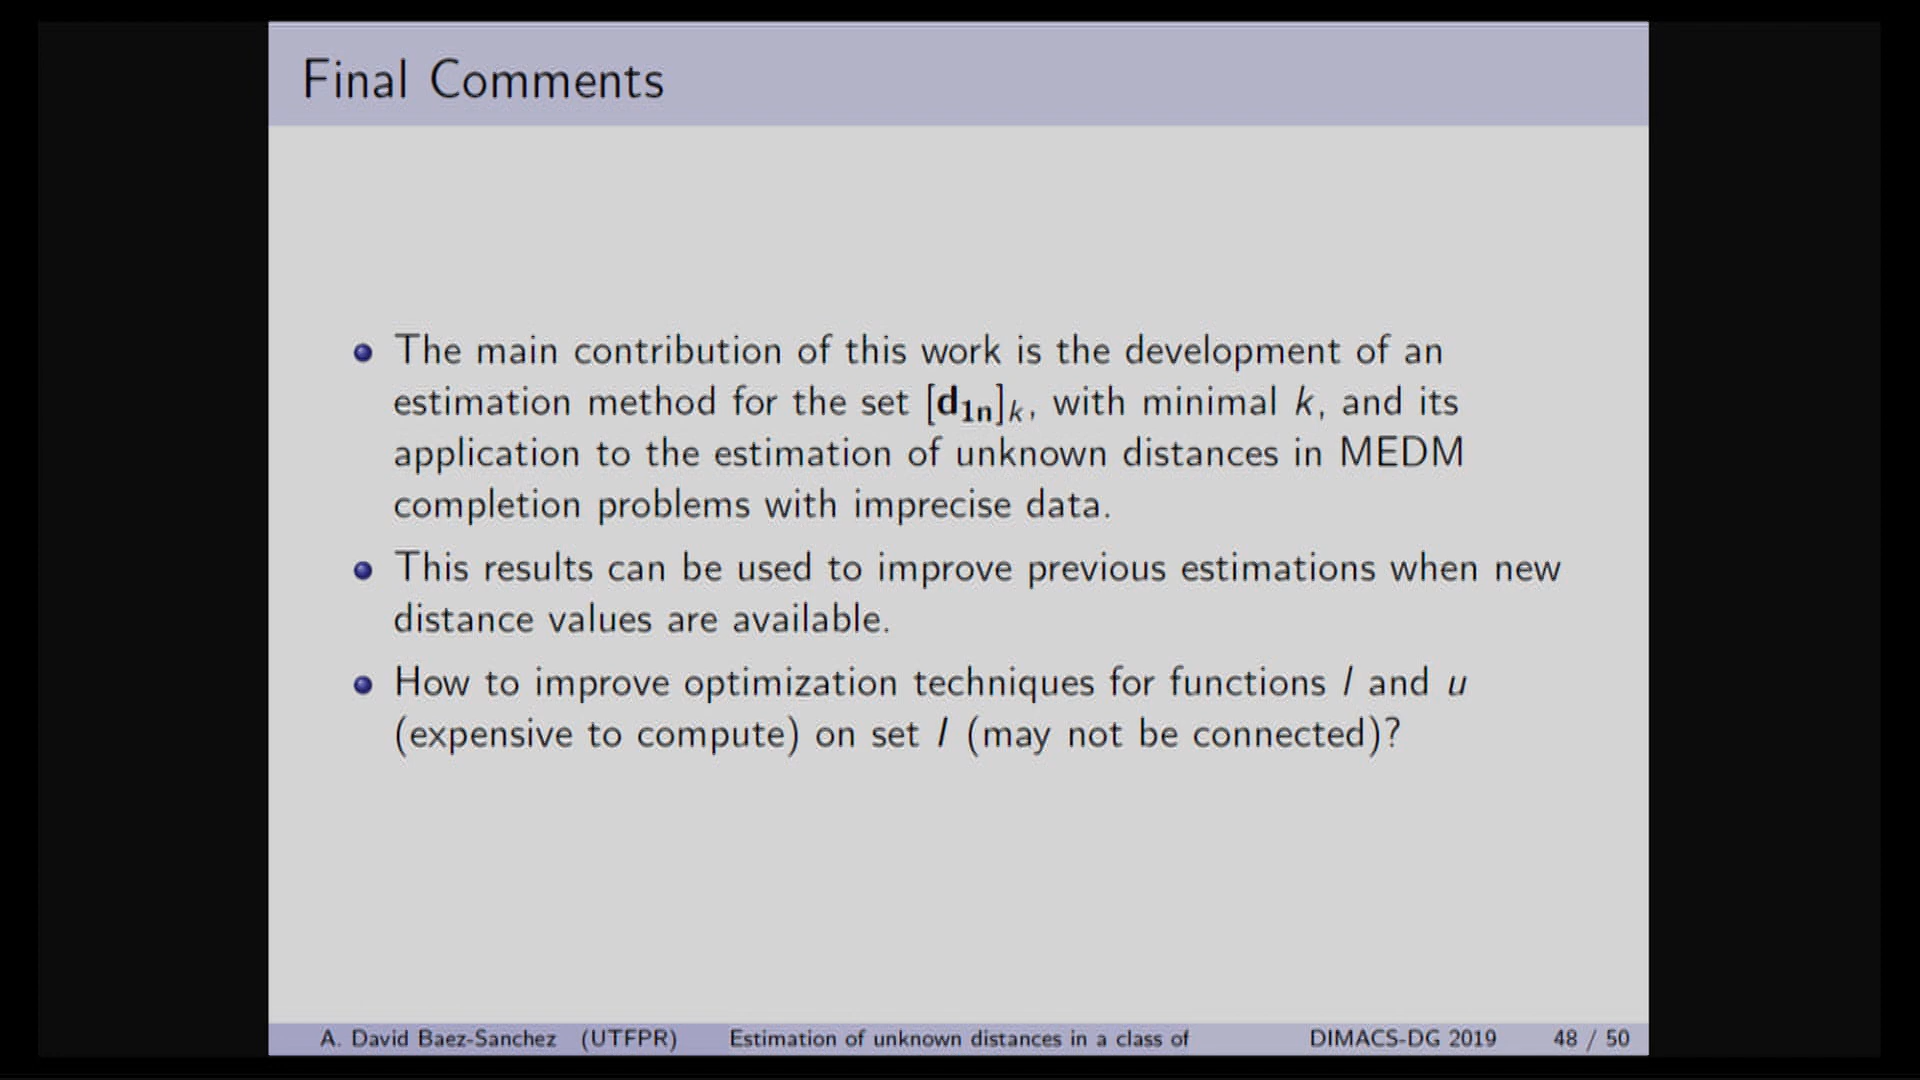 Final Comments
The main contribution of this work is the development of an
estimation method for the set [d1n]k, with minimal k, and its
application to the estimation of unknown distances in MEDM
completion problems with imprecise data.
This results can be used to improve previous estimations when new
distance values are available.
How to improve optimization techniques for functions l and u
(expensive to compute) on set I (may not be connected)?
A. David Baez-Sanchez (UTFPR) Estimation of unknown distances in a class of DIMACS-DG 2019 48 / 50